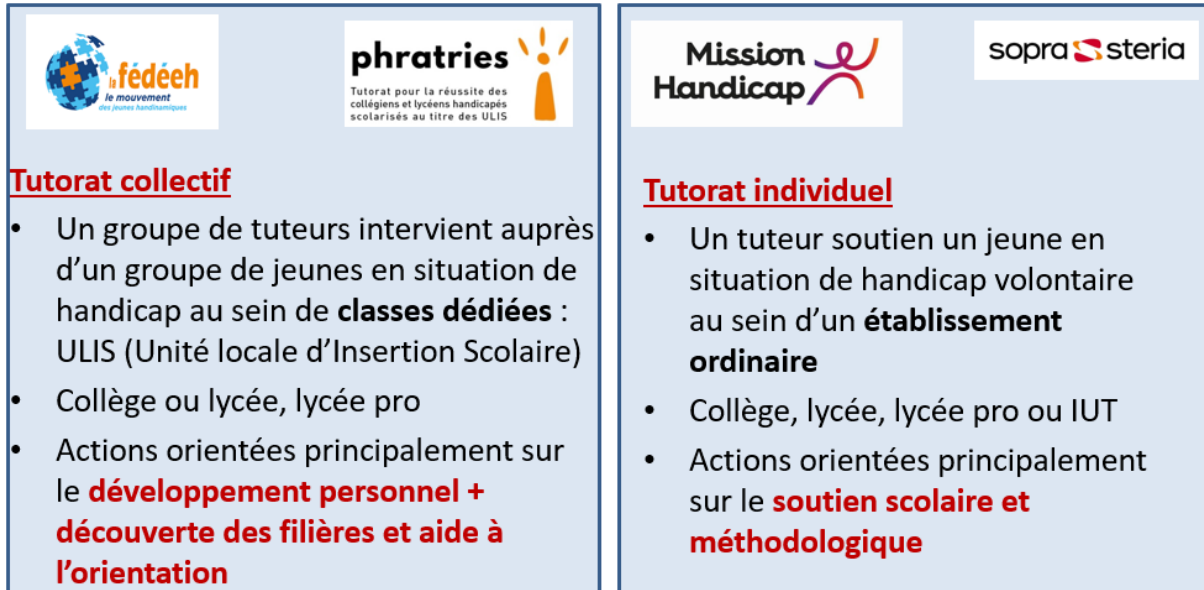 la fédéeh
le mouvement
des jeunes handinamiques
phratries
Tutorat pour la réussite des
collégiens et lycéens handicapés
scolarisés au titre des ULIS
Tutorat collectif
• Un groupe de tuteurs intervient auprès
d’un groupe de jeunes en situation de
handicap au sein de classes dédiées :
ULIS (Unité locale d’Insertion Scolaire)
• Collège ou lycée, lycée pro
• Actions orientées principalement sur
le développement personnel +
découverte des filières et aide à
l’orientation
Mission
Handicap
sopra steria
Tutorat individuel
• Un tuteur soutien un jeune en
situation de handicap volontaire
au sein d’un établissement
ordinaire
• Collège, lycée, lycée pro ou IUT
• Actions orientées principalement
sur le soutien scolaire et
méthodologique